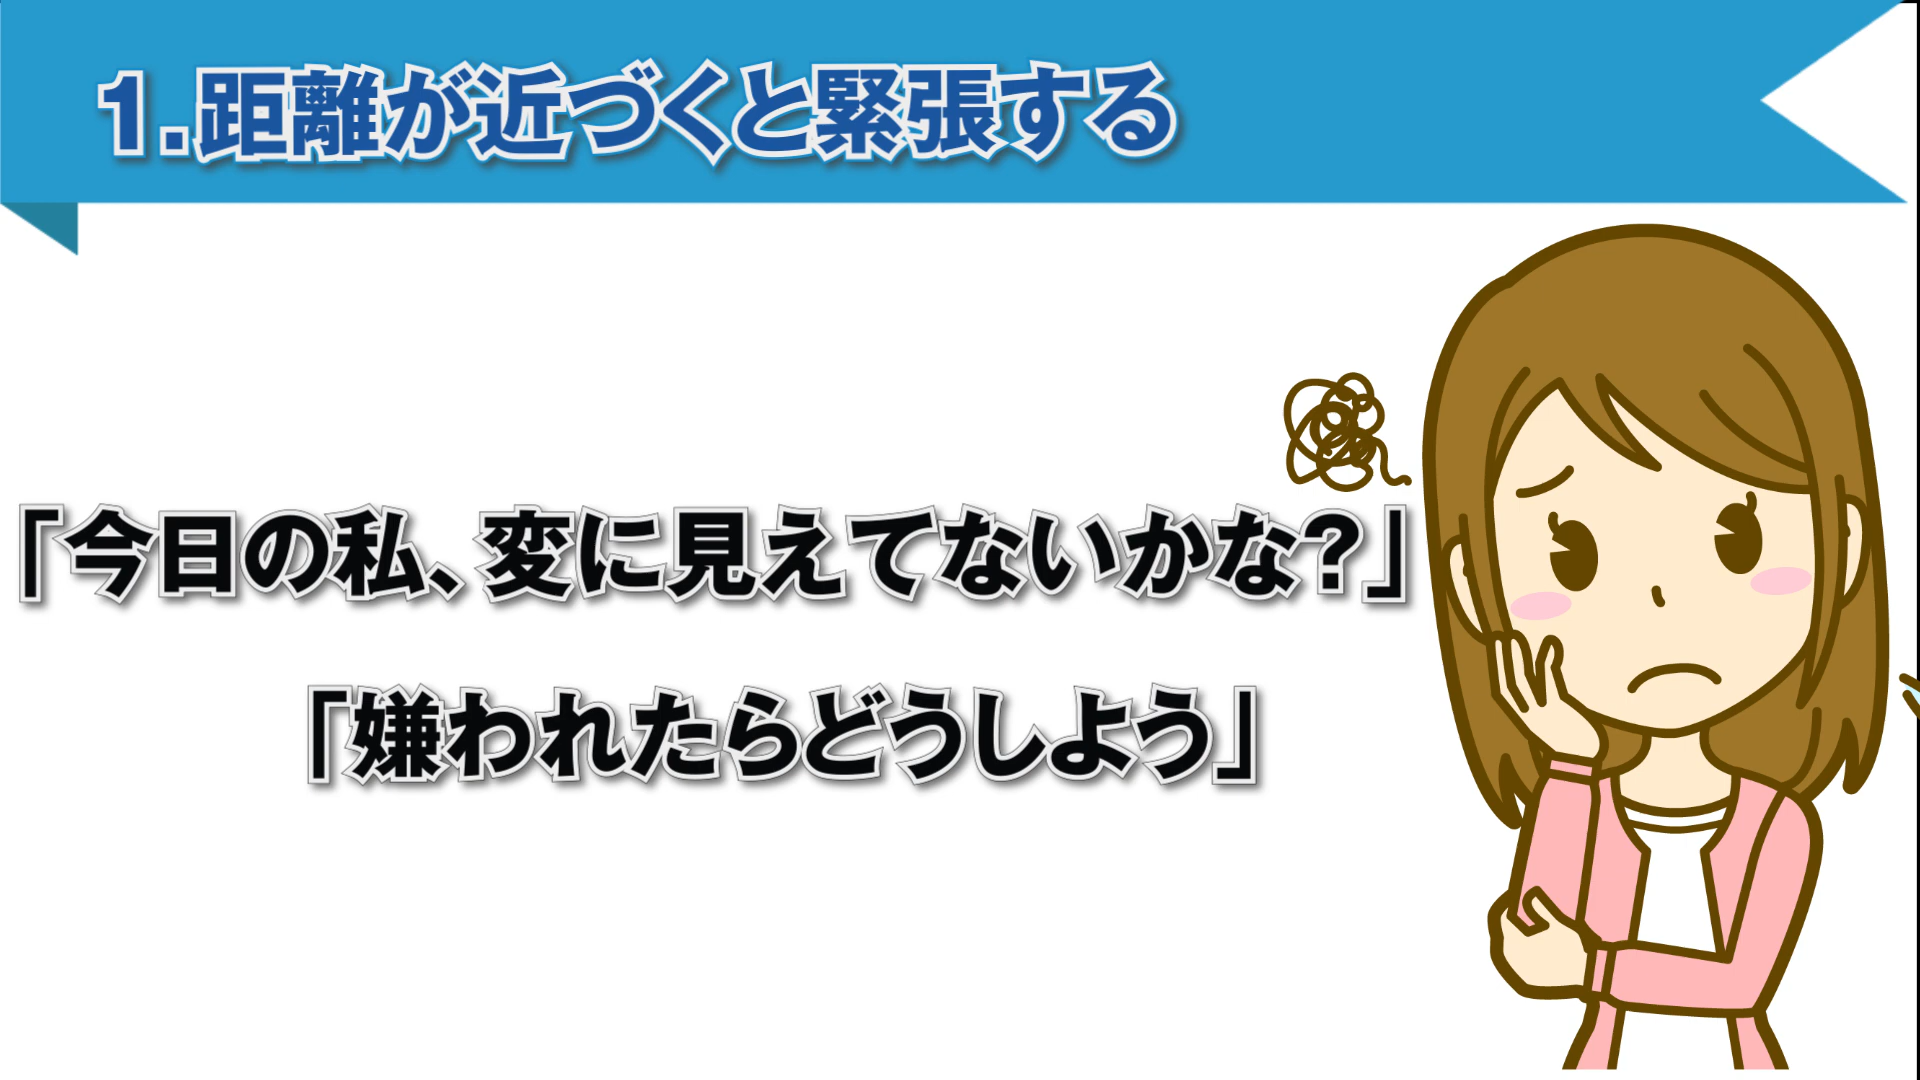 1.距離が近づくと緊張する
「今日の私、変に見えてないかな?」
「嫌われたらどうしよう」